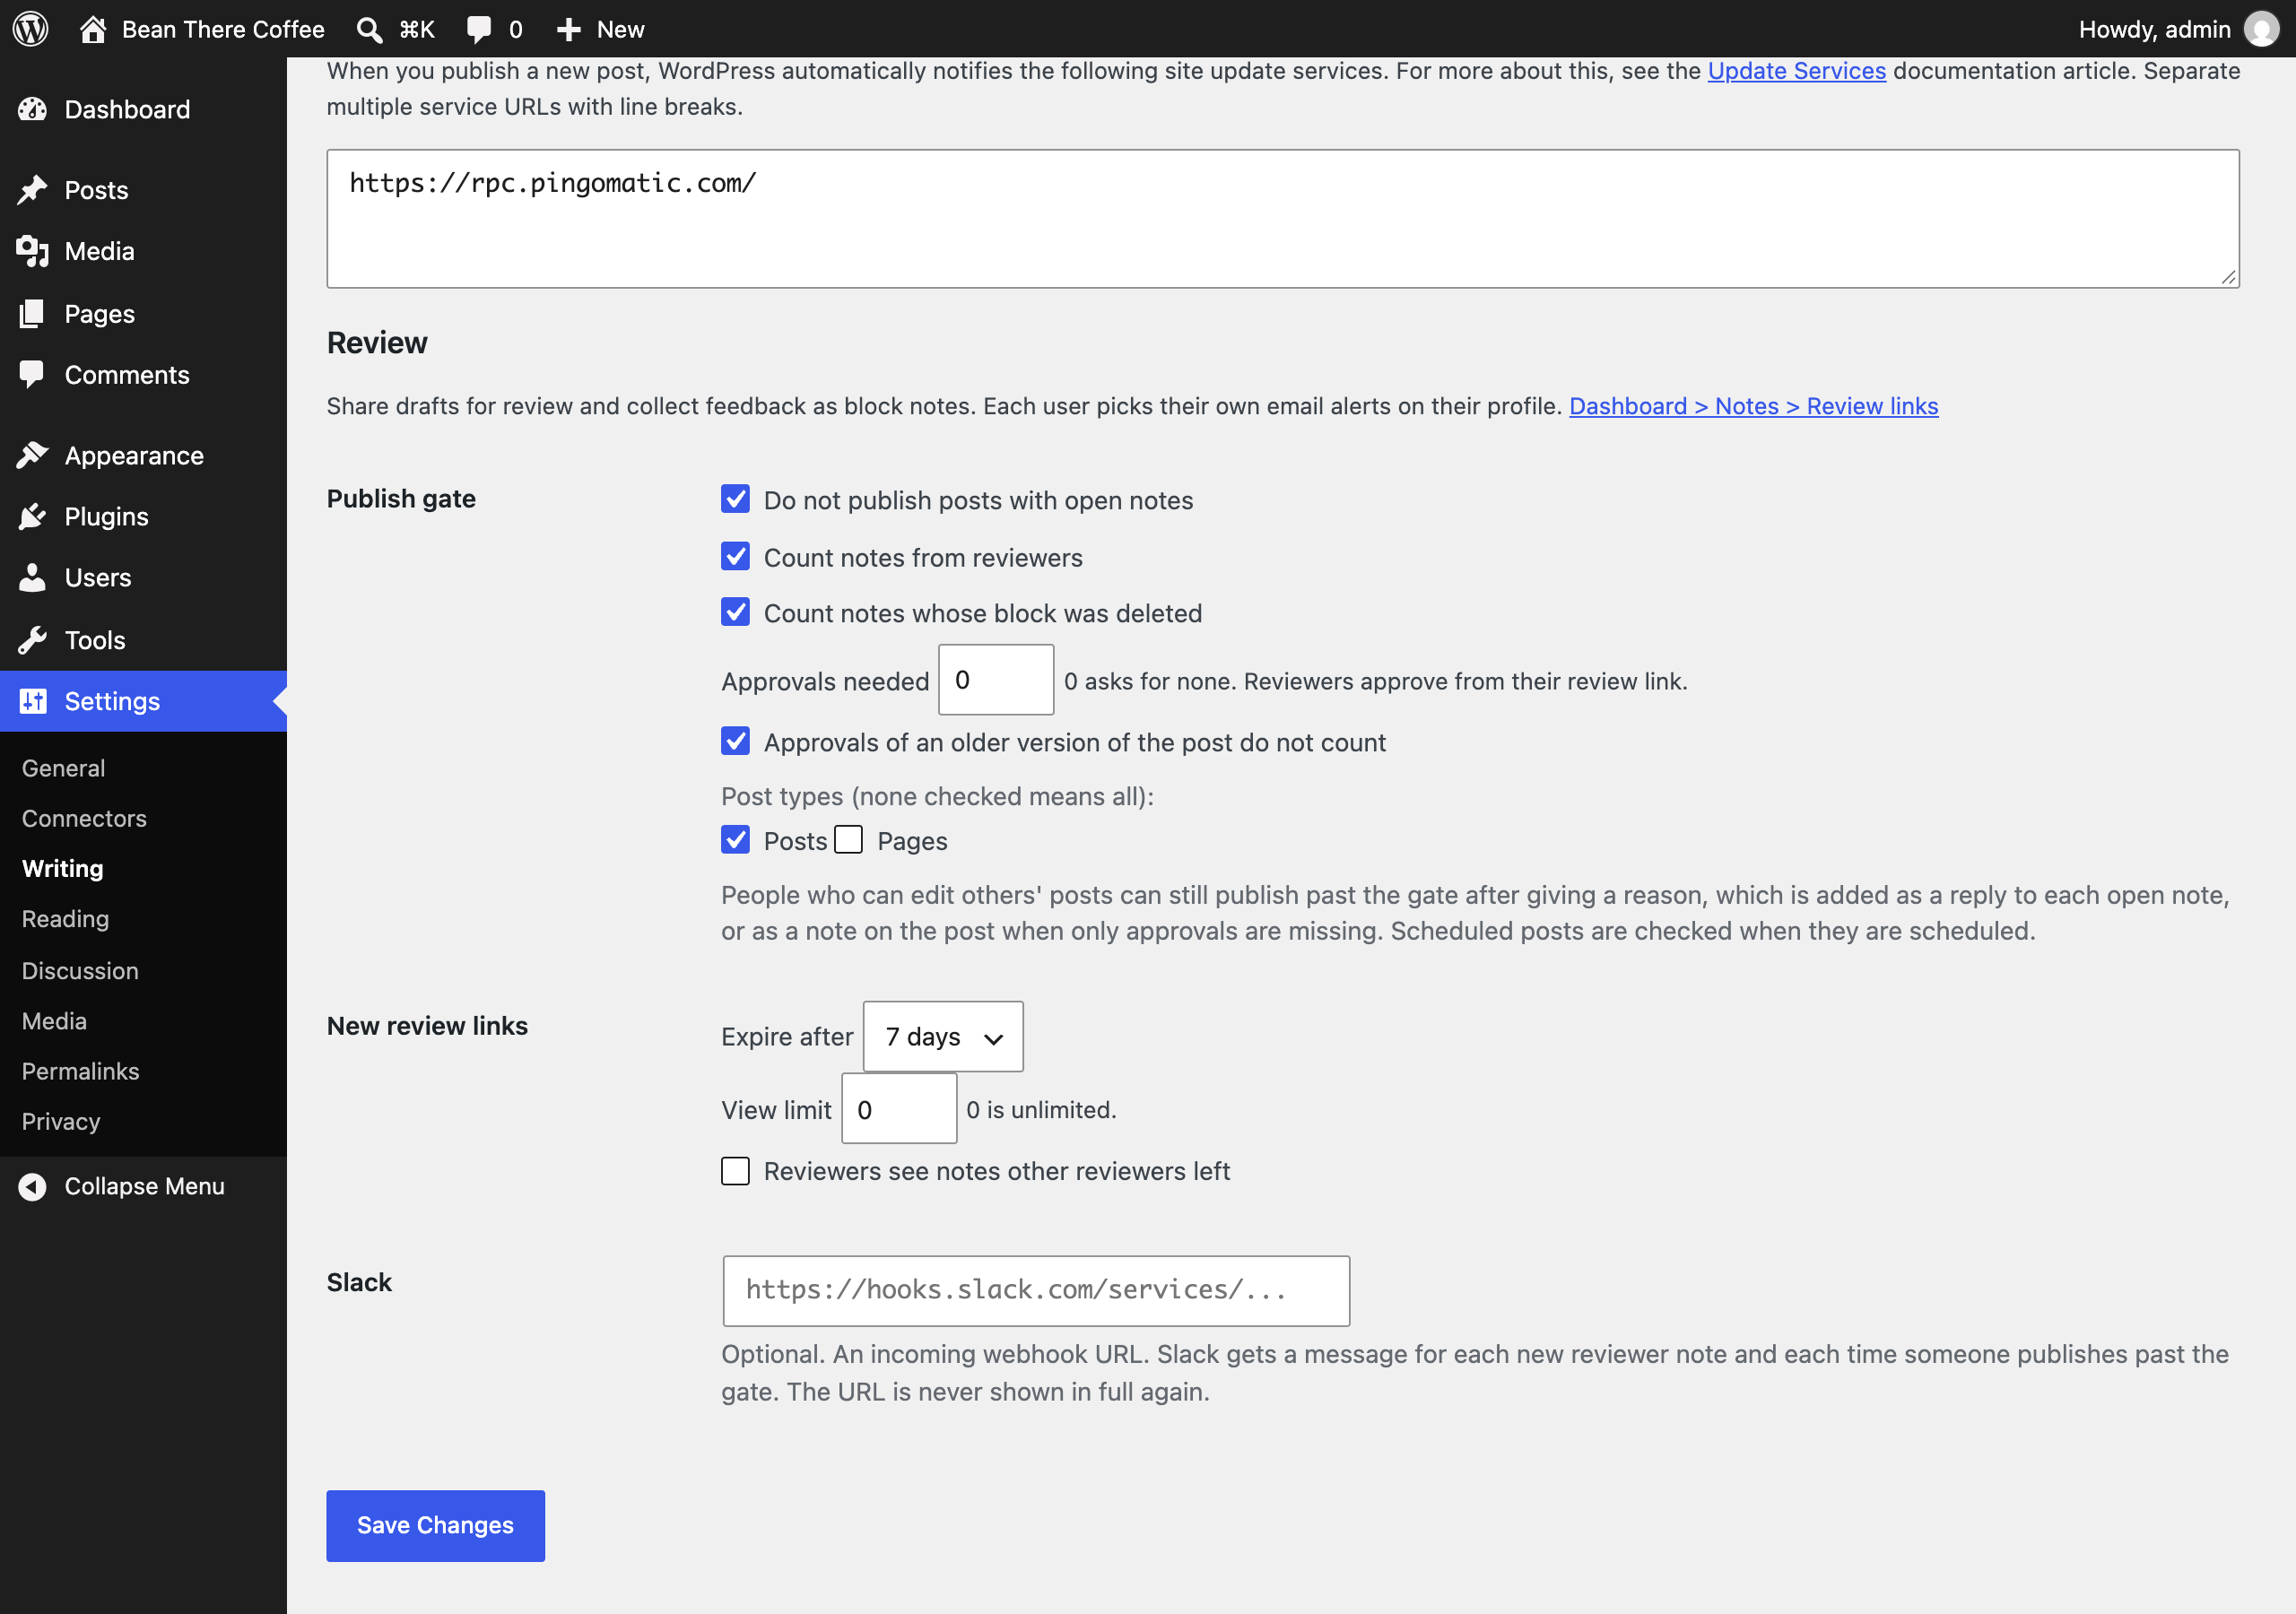 Bean There Coffee
⌘K
0
New
Howdy, admin
Dashboard
Posts
Media
Pages
Comments
Appearance
Plugins
Users
Tools
Settings
General
Connectors
Writing
Reading
Discussion
Media
Permalinks
Privacy
Collapse Menu
When you publish a new post, WordPress automatically notifies the following site update services. For more about this, see the Update Services documentation article. Separate
multiple service URLs with line breaks.
https://rpc.pingomatic.com/
Review
Share drafts for review and collect feedback as block notes. Each user picks their own email alerts on their profile. Dashboard > Notes > Review links
Publish gate
Do not publish posts with open notes
Count notes from reviewers
Count notes whose block was deleted
Approvals needed 0 0 asks for none. Reviewers approve from their review link.
Approvals of an older version of the post do not count
Post types (none checked means all):
Posts Pages
People who can edit others' posts can still publish past the gate after giving a reason, which is added as a reply to each open note,
or as a note on the post when only approvals are missing. Scheduled posts are checked when they are scheduled.
New review links
Expire after 7 days
View limit 0 0 is unlimited.
Reviewers see notes other reviewers left
Slack
https://hooks.slack.com/services/...
Optional. An incoming webhook URL. Slack gets a message for each new reviewer note and each time someone publishes past the
gate. The URL is never shown in full again.
Save Changes